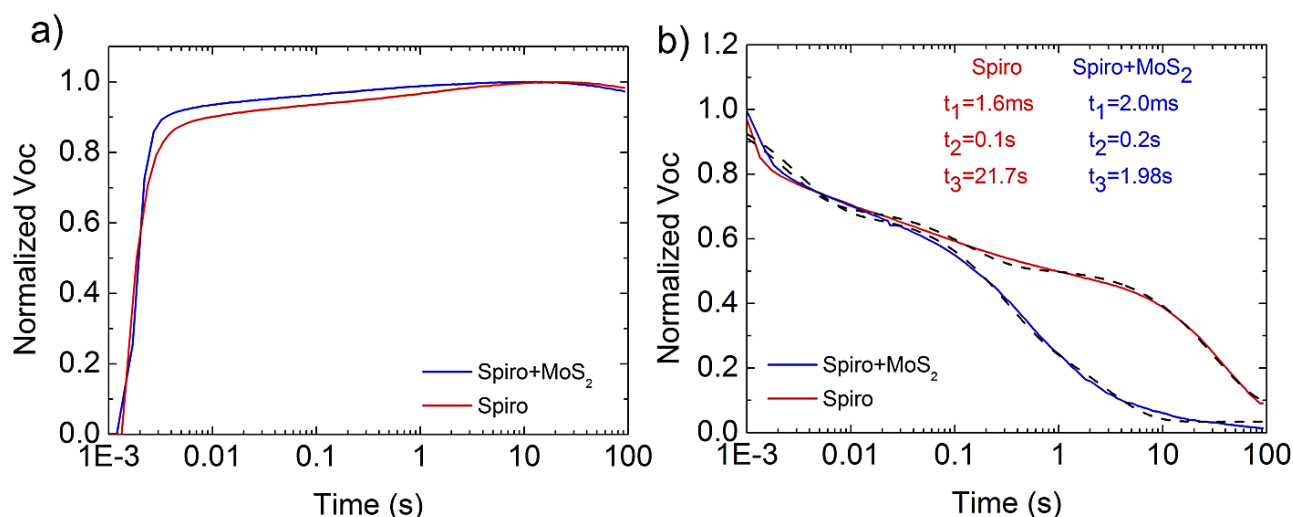 a)
Normalized Voc
1.0
0.8
0.6
0.4
0.2
0.0
1E-3 0.01 0.1 1 10 100
Time (s)
Spiro+MoS2
Spiro
b)
Normalized Voc
1.2
1.0
0.8
0.6
0.4
0.2
0.0
1E-3 0.01 0.1 1 10 100
Time (s)
Spiro Spiro+MoS2
t1=1.6ms t1=2.0ms
t2=0.1s t2=0.2s
t3=21.7s t3=1.98s
Spiro+MoS2
Spiro